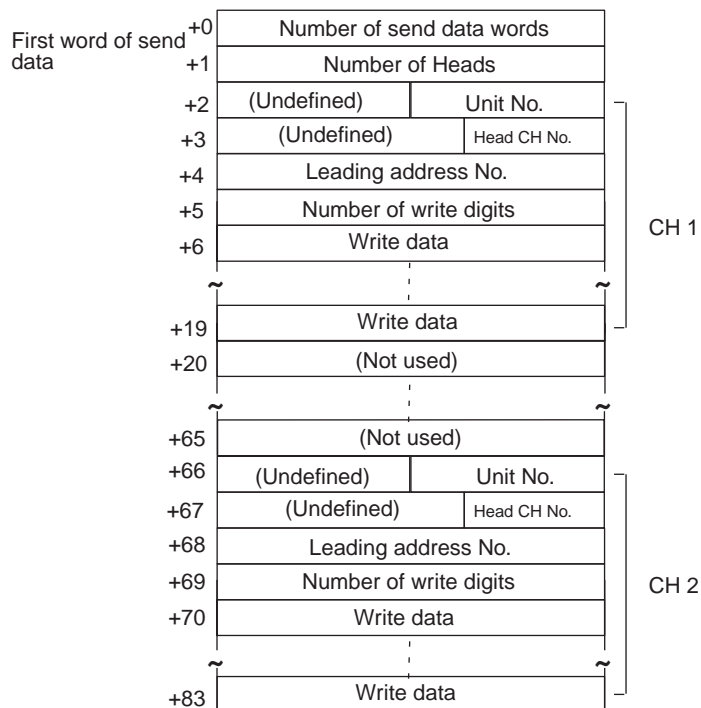 First word of send
data
+0 Number of send data words
+1 Number of Heads
+2 (Undefined) Unit No.
+3 (Undefined) Head CH No.
+4 Leading address No.
+5 Number of write digits
+6 Write data
CH 1
~ ~
+19 Write data
+20 (Not used)
~ ~
+65 (Not used)
+66 (Undefined) Unit No.
+67 (Undefined) Head CH No.
+68 Leading address No.
+69 Number of write digits
+70 Write data
CH 2
~ ~
+83 Write data